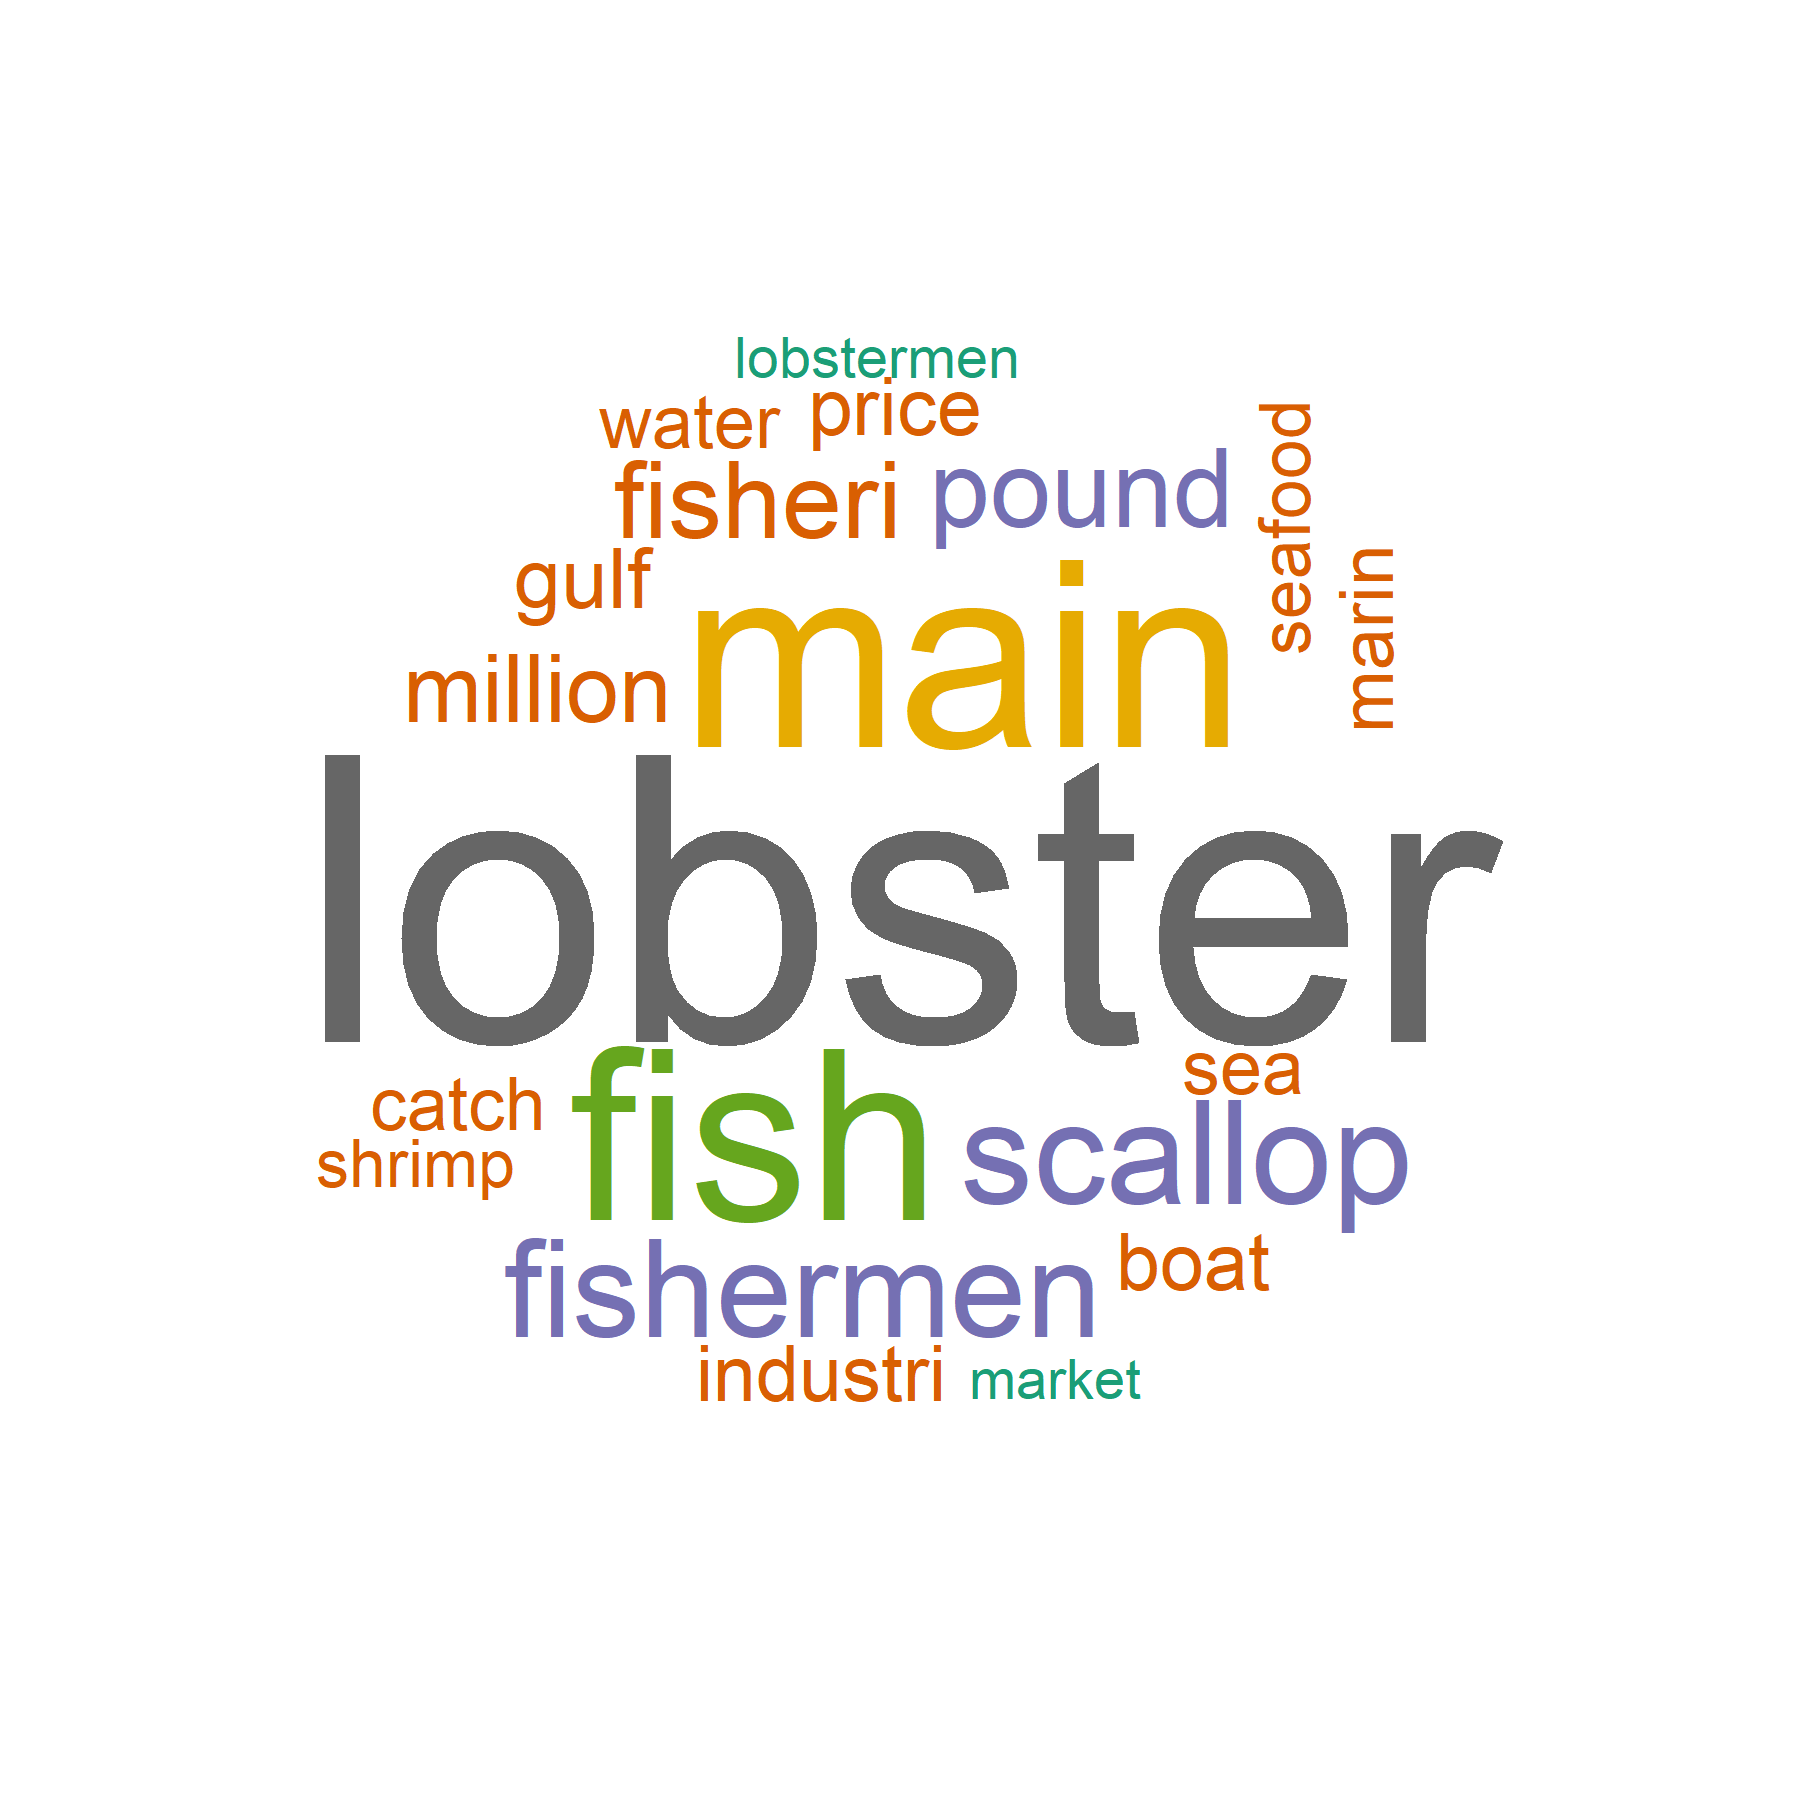 lobstermen
water
price
fisheri
pound
seafood
marin
gulf
million
main
lobster
catch
shrimp
fish
sea
scallop
fishermen
boat
industri
market